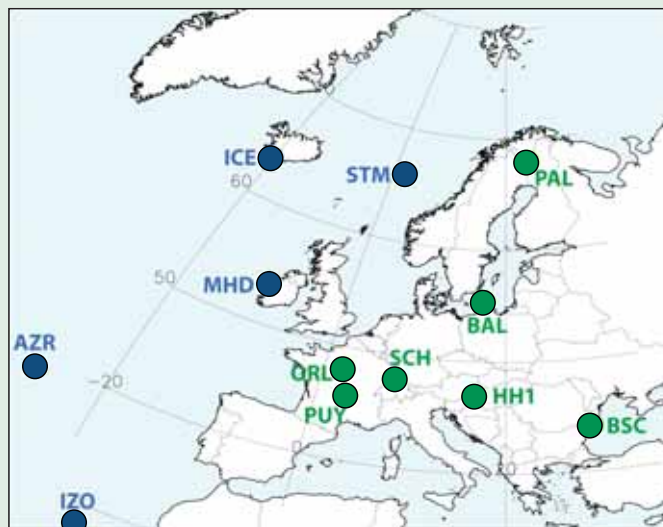 ICE
STM
PAL
60
MHD
50
BAL
AZR
ORL
SCH
-20
PUY
HH1
BSC
0
IZO